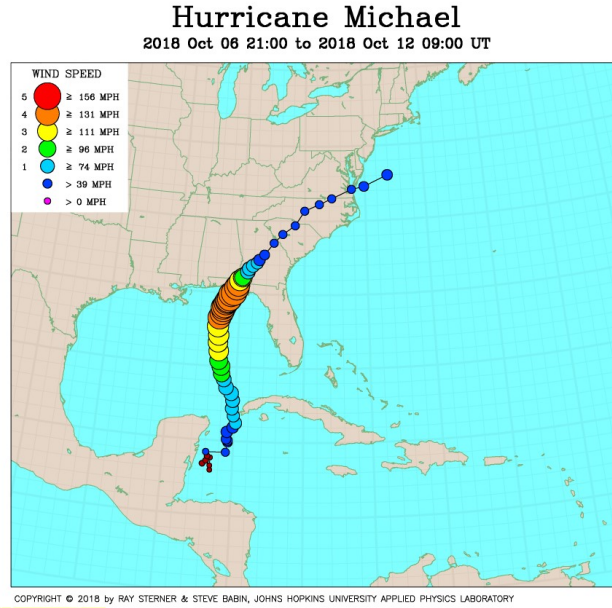 Hurricane Michael
2018 Oct 06 21:00 to 2018 Oct 12 09:00 UT
WIND SPEED
5 ≥ 156 MPH
4 ≥ 131 MPH
3 ≥ 111 MPH
2 ≥ 96 MPH
1 ≥ 74 MPH
> 39 MPH
> 0 MPH
COPYRIGHT © 2018 by RAY STERNER & STEVE BABIN, JOHNS HOPKINS UNIVERSITY APPLIED PHYSICS LABORATORY